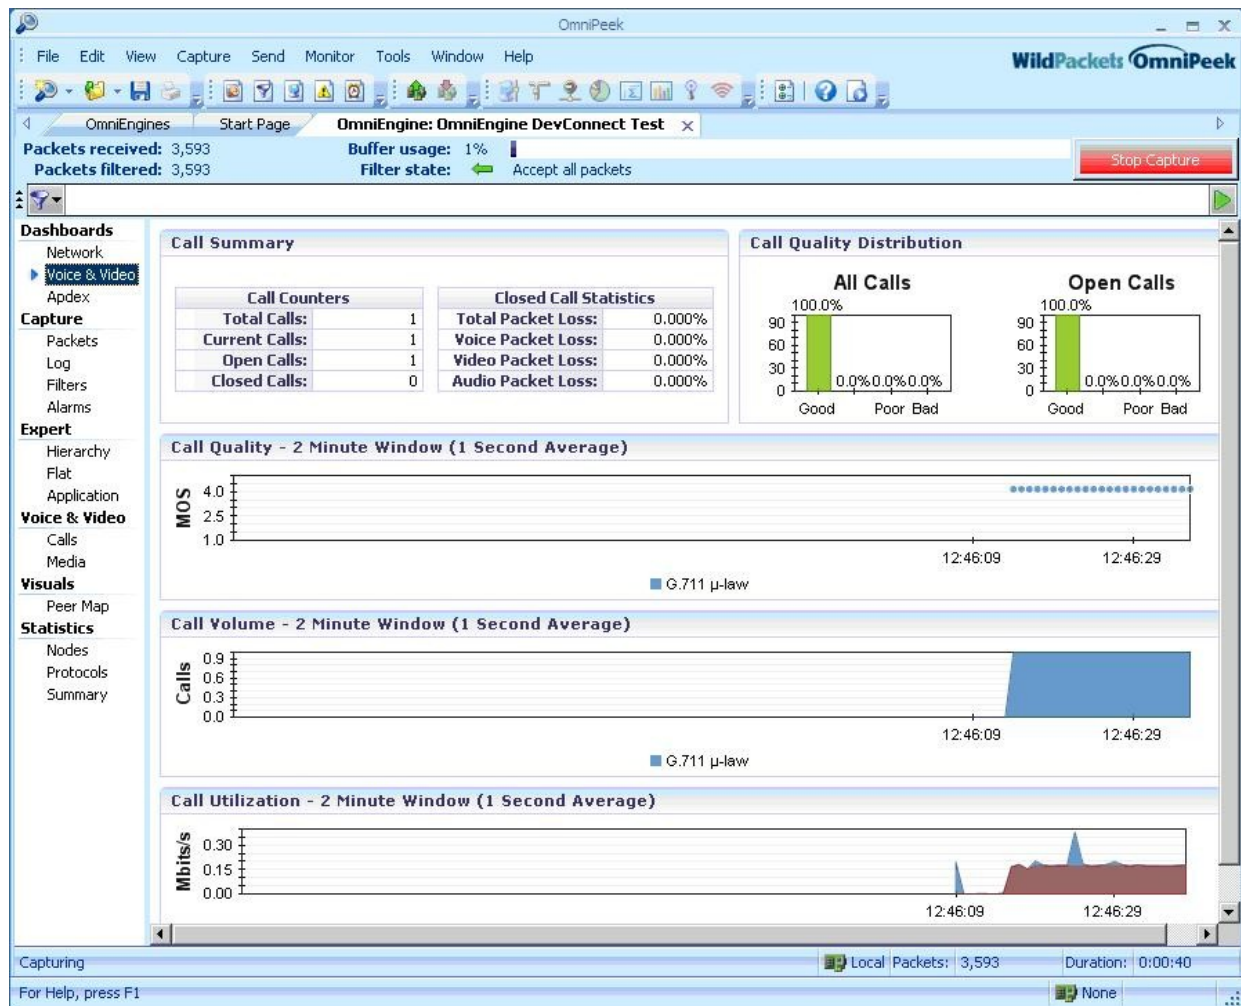 OmniPeek
File Edit View Capture Send Monitor Tools Window Help
WildPackets OmniPeek
OmniEngines Start Page OmniEngine: OmniEngine DevConnect Test
Packets received: 3,593 Buffer usage: 1%
Packets filtered: 3,593 Filter state: Accept all packets
Stop Capture
Dashboards
Network
Voice & Video
Apdex
Capture
Packets
Log
Filters
Alarms
Expert
Hierarchy
Flat
Application
Voice & Video
Calls
Media
Visuals
Peer Map
Statistics
Nodes
Protocols
Summary
Call Summary
Call Counters
Total Calls: 1
Current Calls: 1
Open Calls: 1
Closed Calls: 0
Closed Call Statistics
Total Packet Loss: 0.000%
Voice Packet Loss: 0.000%
Video Packet Loss: 0.000%
Audio Packet Loss: 0.000%
Call Quality Distribution
All Calls
100.0%
90
60
30
0
0.0% 0.0% 0.0%
Good Poor Bad
Open Calls
100.0%
90
60
30
0
0.0% 0.0% 0.0%
Good Poor Bad
Call Quality - 2 Minute Window (1 Second Average)
MOS
4.0
2.5
1.0
12:46:09 12:46:29
G.711 μ-law
Call Volume - 2 Minute Window (1 Second Average)
Calls
0.9
0.6
0.3
0.0
12:46:09 12:46:29
G.711 μ-law
Call Utilization - 2 Minute Window (1 Second Average)
Mbits/s
0.30
0.15
0.00
12:46:09 12:46:29
Capturing Local Packets: 3,593 Duration: 0:00:40
For Help, press F1 None